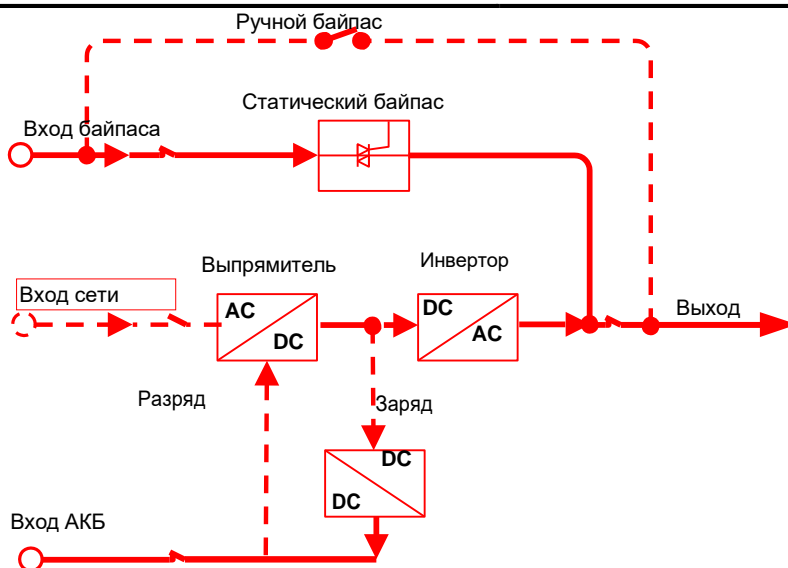 Ручной байпас
Статический байпас
Вход байпаса
Выпрямитель
Инвертор
Вход сети
AC
DC
DC
AC
Выход
Разряд
Заряд
DC
DC
Вход АКБ